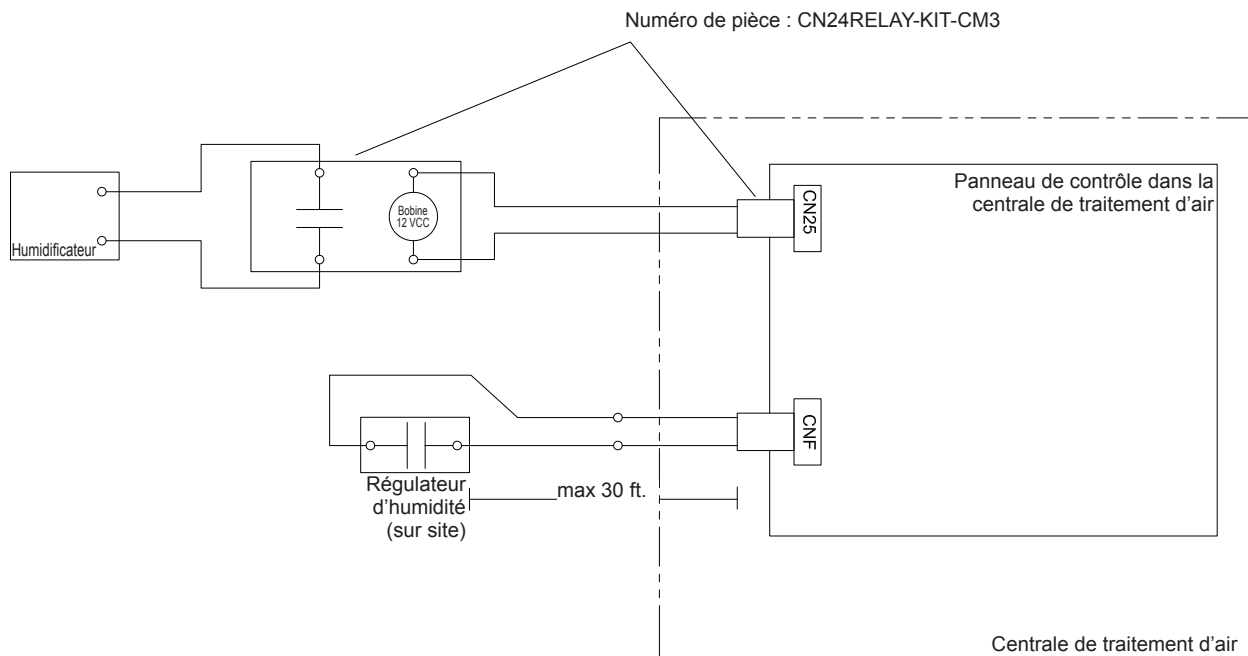 Numéro de pièce : CN24RELAY-KIT-CM3
Panneau de contrôle dans la
centrale de traitement d'air
CN25
Bobine
12 VCC
Humidificateur
CNF
Régulateur
d'humidité
(sur site)
max 30 ft.
Centrale de traitement d'air